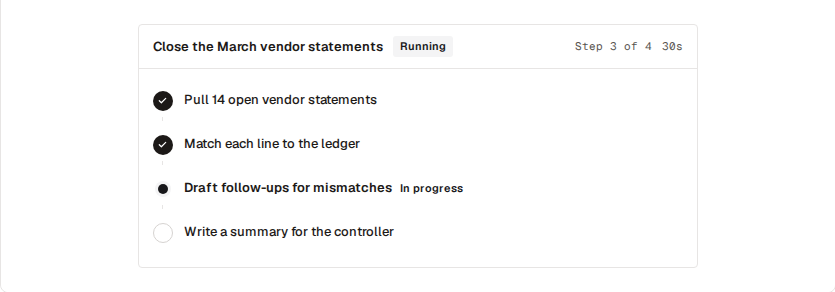 Close the March vendor statements Running Step 3 of 4 30s
Pull 14 open vendor statements
Match each line to the ledger
Draft follow-ups for mismatches In progress
Write a summary for the controller